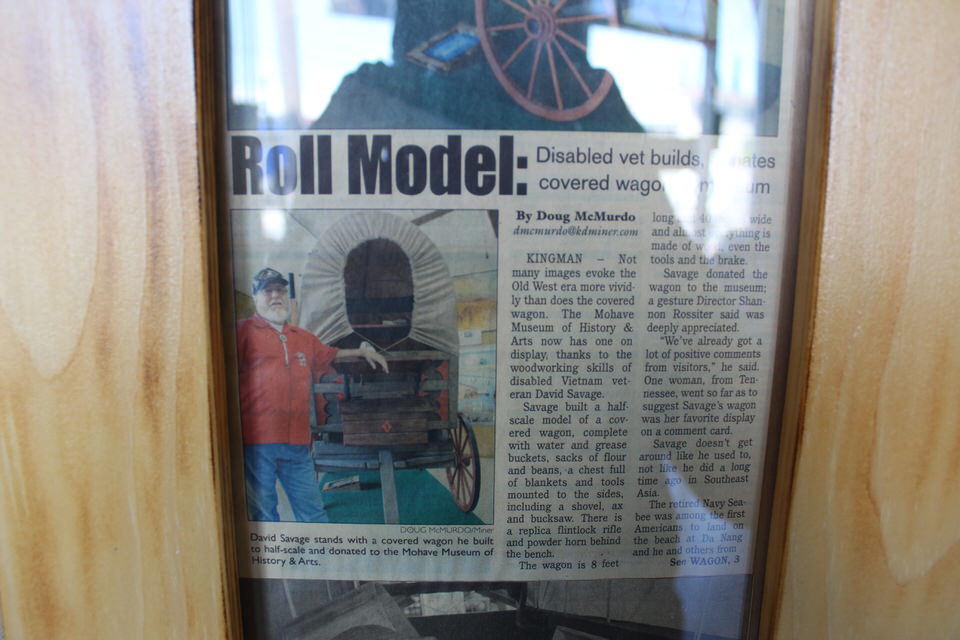 Roll Model:
Disabled vet builds,
covered
By Doug McMurdo
dmcmurdo@kdminer.com
KINGMAN – Not
many images evoke the
Old West era more vivid-
ly than does the covered
wagon. The Mohave
Museum of History &
Arts now has one on
display, thanks to the
woodworking skills of
disabled Vietnam vet-
eran David Savage.
Savage built a half-
scale model of a cov-
ered wagon, complete
with water and grease
buckets, sacks of flour
and beans, a chest full
of blankets and tools
mounted to the sides,
including a shovel, ax
and bucksaw. There is
a replica flintlock rifle
and powder horn behind
the bench.
The wagon is 8 feet
long and 40 wide
and almost everything is
made of wood, even the
tools and the brake.
Savage donated the
wagon to the museum;
a gesture Director Shan-
non Rossiter said was
deeply appreciated.
"We've already got a
lot of positive comments
from visitors," he said.
One woman, from Ten-
nessee, went so far as to
suggest Savage's wagon
was her favorite display
on a comment card.
Savage doesn't get
around like he used to,
not like he did a long
time ago in Southeast
Asia.
The retired Navy Sea-
bee was among the first
Americans to land on
the beach at Da Nang
and he and others from
See WAGON, 3
DOUG McMURDO/Miner
David Savage stands with a covered wagon he built
to half-scale and donated to the Mohave Museum of
History & Arts.